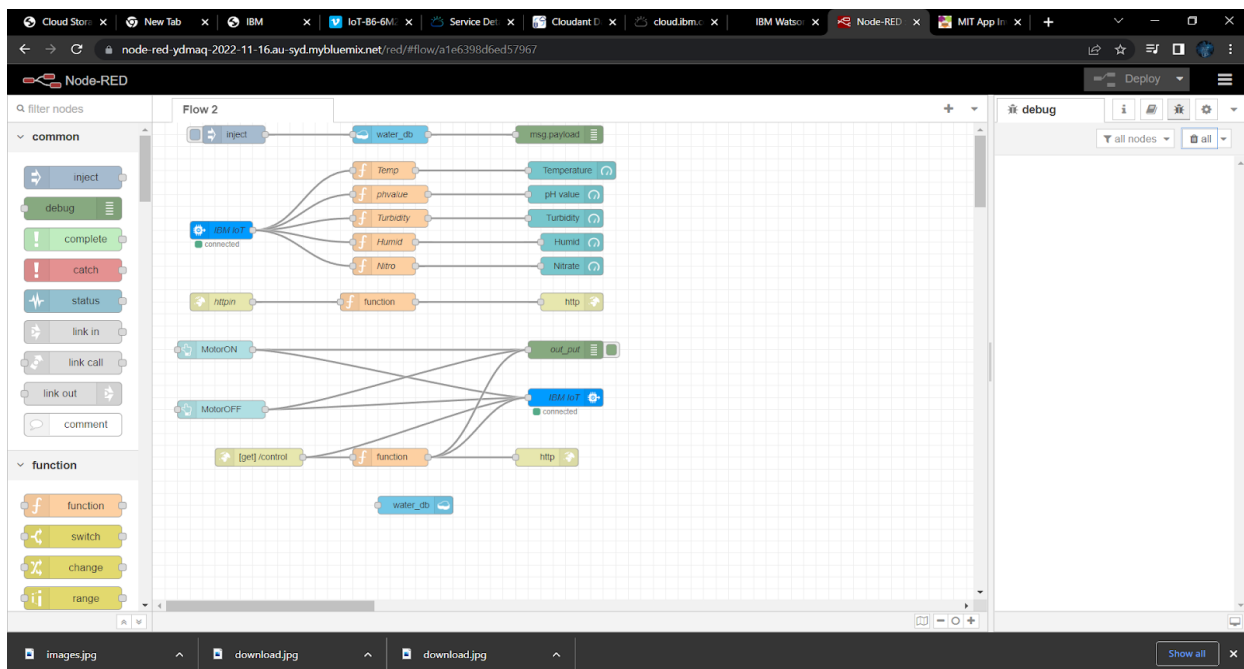 Cloud Stora
New Tab
IBM
IoT-B6-6M2
Service Det
Cloudant D
cloud.ibm.c
IBM Watso
Node-RED
MIT App In
node-red-ydmaq-2022-11-16.au-syd.mybluemix.net/red/#flow/a1e6398d6ed57967
Node-RED
Deploy
filter nodes
common
inject
debug
complete
catch
status
link in
link call
link out
comment
function
function
switch
change
range
Flow 2
inject
water_db
msg.payload
Temp
Temperature
phvalue
pH value
Turbidity
Turbidity
IBM IoT
connected
Humid
Humid
Nitro
Nitrate
httpin
function
http
MotorON
out_put
IBM IoT
connected
MotorOFF
[get] /control
function
http
water_db
debug
i
all nodes
all
images.jpg
download.jpg
download.jpg
Show all